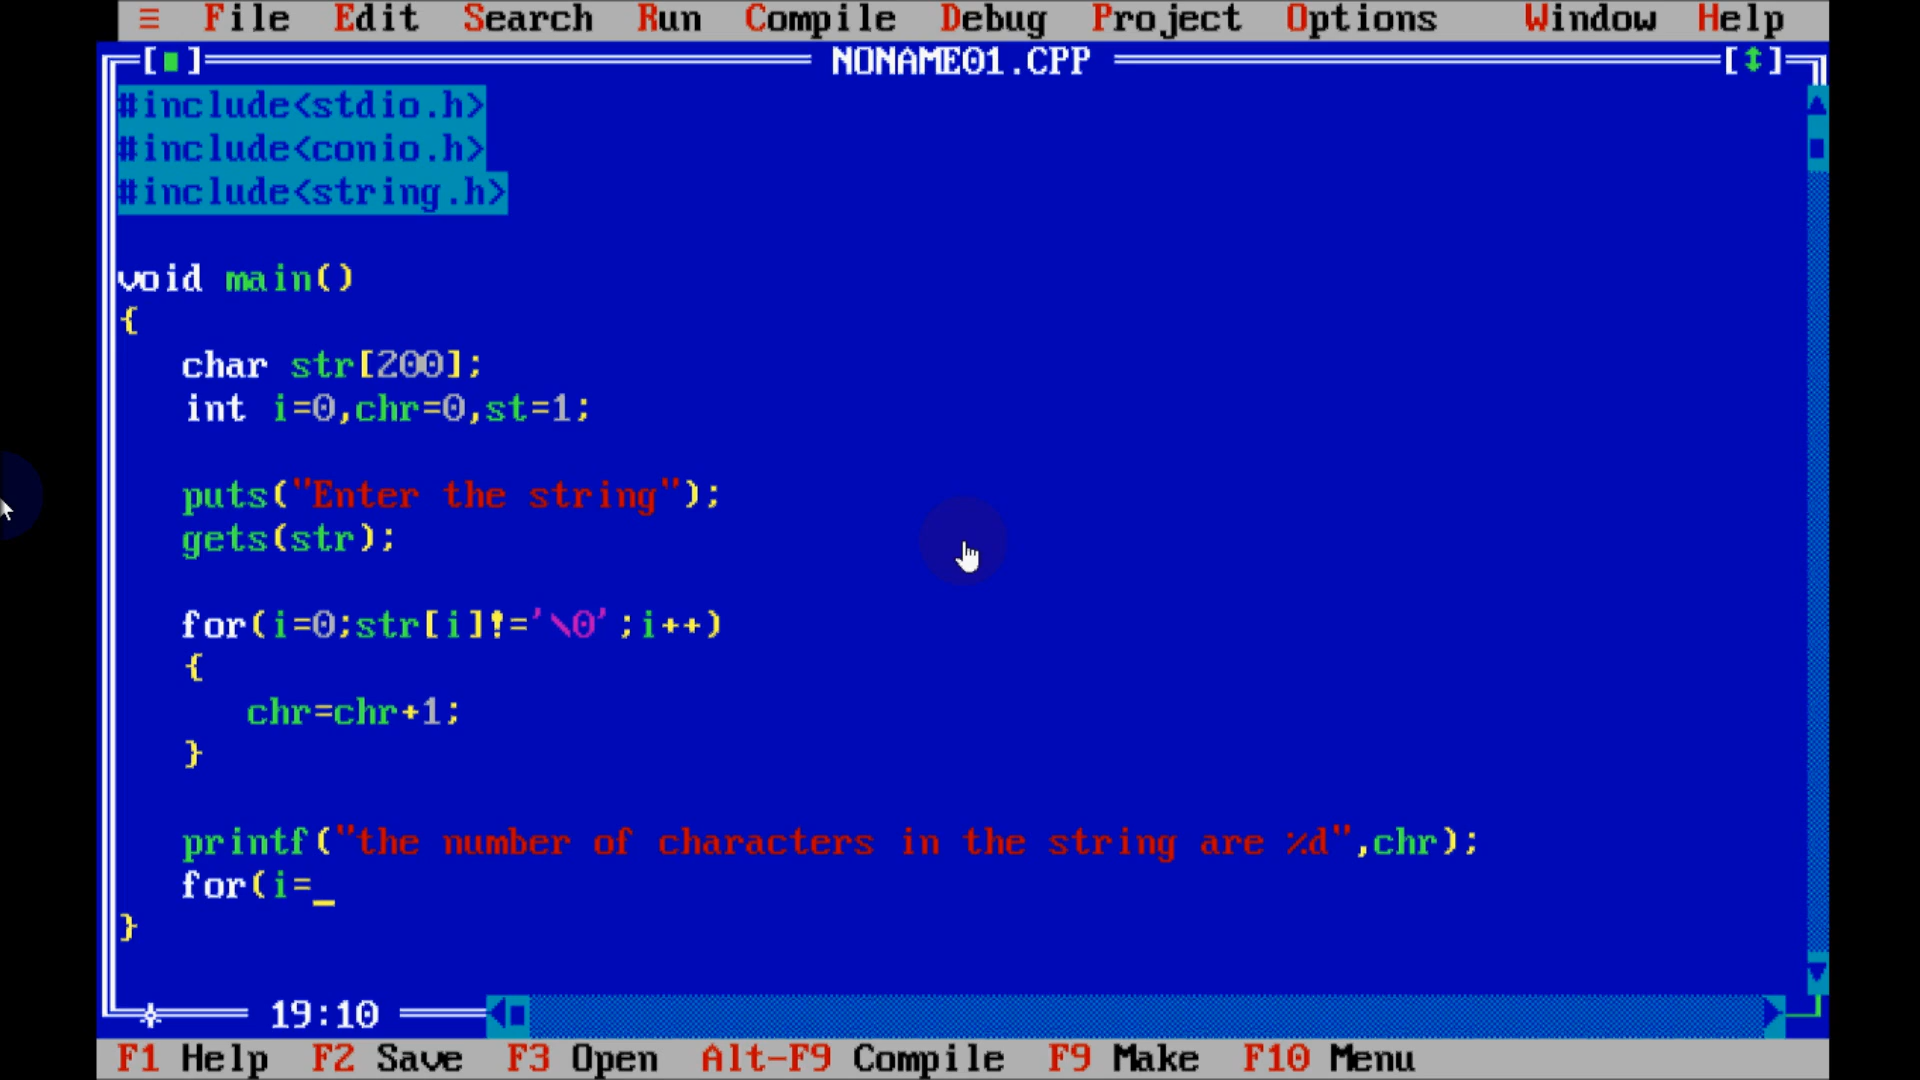 ≡ File Edit Search Run Compile Debug Project Options Window Help
[■] NONAME01.CPP [↕]
#include<stdio.h>
#include<conio.h>
#include<string.h>
void main()
{
char str[200];
int i=0,chr=0,st=1;
puts("Enter the string");
gets(str);
for(i=0;str[i]!='\0';i++)
{
chr=chr+1;
}
printf("the number of characters in the string are %d",chr);
for(i=_
}
19:10
F1 Help F2 Save F3 Open Alt-F9 Compile F9 Make F10 Menu